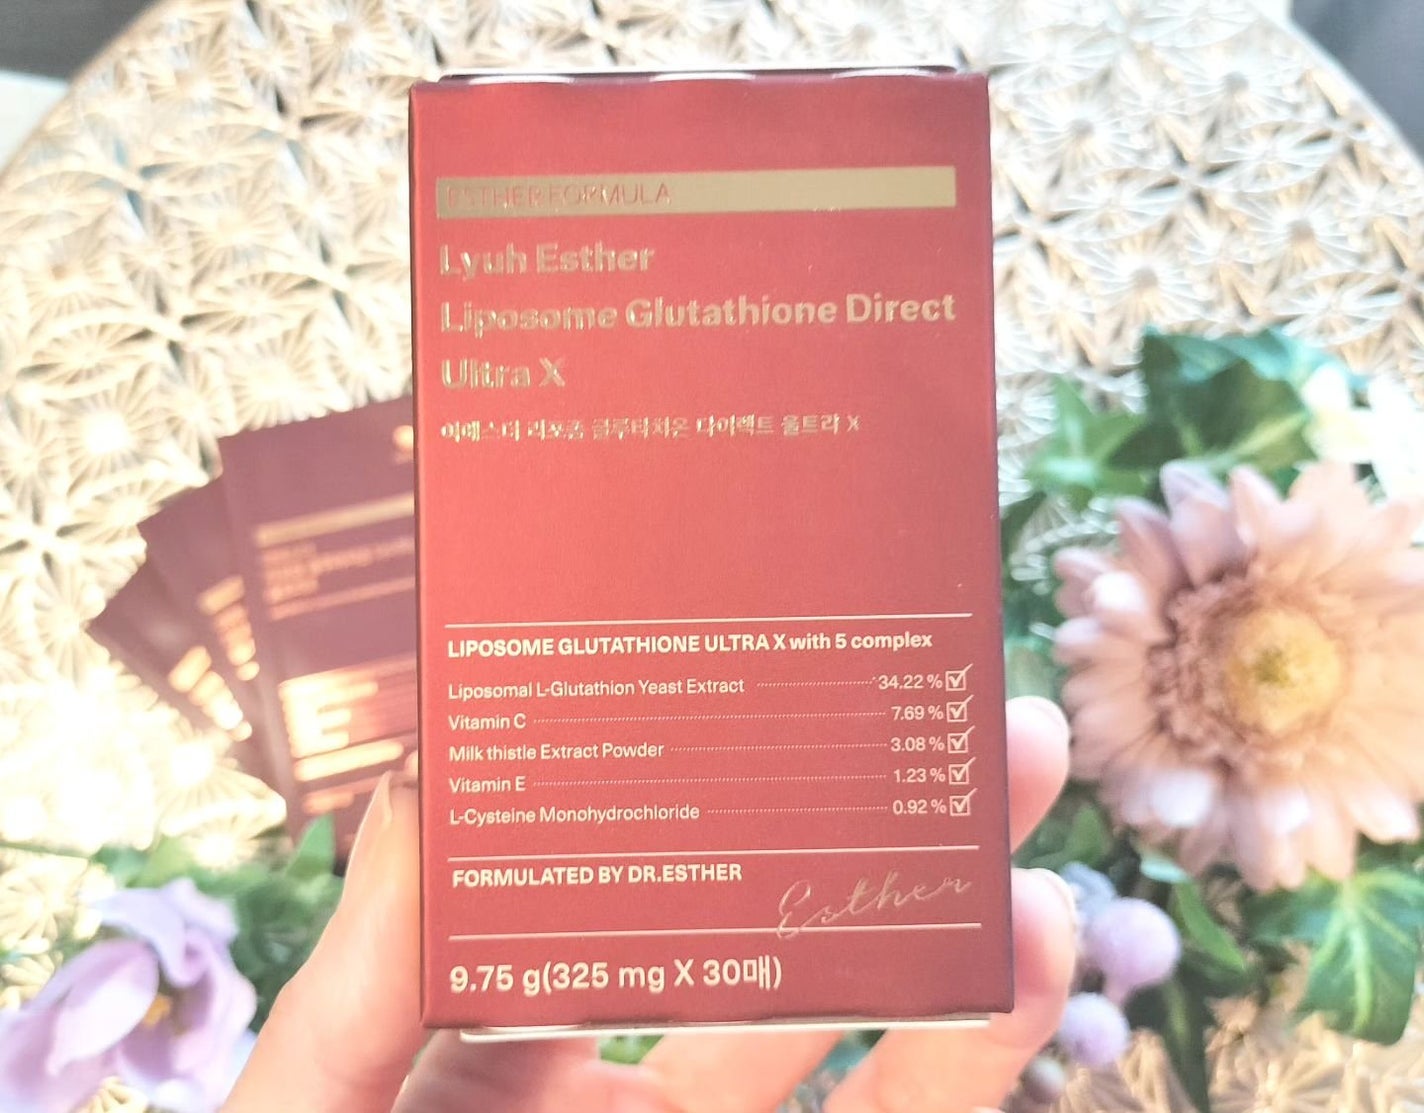 ESTHER FORMULA
Lyuh Esther
Liposome Glutathione Direct
Ultra X
여에스더 리포좀 글루타치온 다이렉트 울트라 X
LIPOSOME GLUTATHIONE ULTRA X with 5 complex
Liposomal L-Glutathion Yeast Extract 34.22 %
Vitamin C 7.69 %
Milk thistle Extract Powder 3.08 %
Vitamin E 1.23 %
L-Cysteine Monohydrochloride 0.92 %
FORMULATED BY DR.ESTHER
Esther
9.75 g(325 mg X 30매)